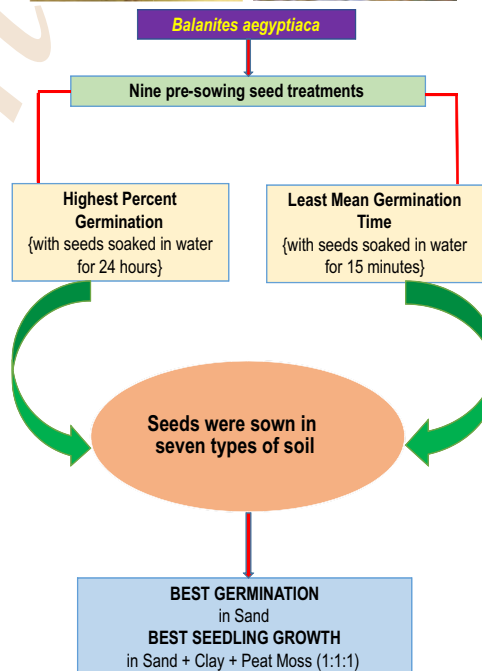 Balanites aegyptiaca
Nine pre-sowing seed treatments
Highest Percent
Germination
{with seeds soaked in water
for 24 hours}
Least Mean Germination
Time
{with seeds soaked in water
for 15 minutes}
Seeds were sown in
seven types of soil
BEST GERMINATION
in Sand
BEST SEEDLING GROWTH
in Sand + Clay + Peat Moss (1:1:1)